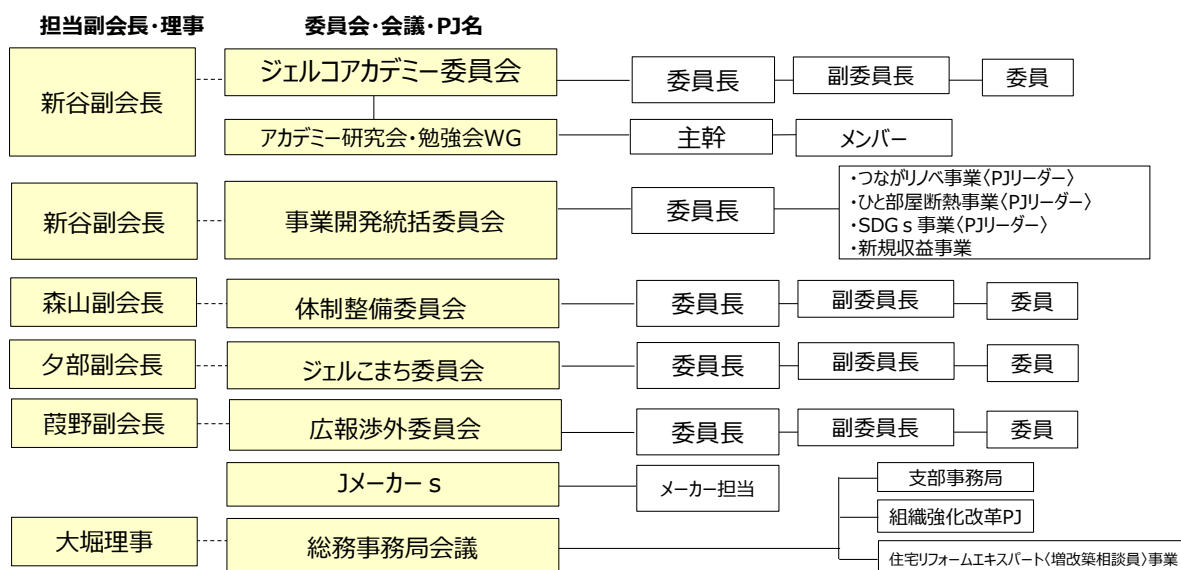 担当副会長・理事 委員会・会議・PJ名
新谷副会長 ジェルコアカデミー委員会 委員長 副委員長 委員
アカデミー研究会・勉強会WG 主幹 メンバー
新谷副会長 事業開発統括委員会 委員長
・つながリノベ事業〈PJリーダー〉
・ひと部屋断熱事業〈PJリーダー〉
・SDGs事業〈PJリーダー〉
・新規収益事業
森山副会長 体制整備委員会 委員長 副委員長 委員
夕部副会長 ジェルこまち委員会 委員長 副委員長 委員
葭野副会長 広報渉外委員会 委員長 副委員長 委員
Jメーカーs メーカー担当
大堀理事 総務事務局会議
支部事務局
組織強化改革PJ
住宅リフォームエキスパート〈増改築相談員〉事業